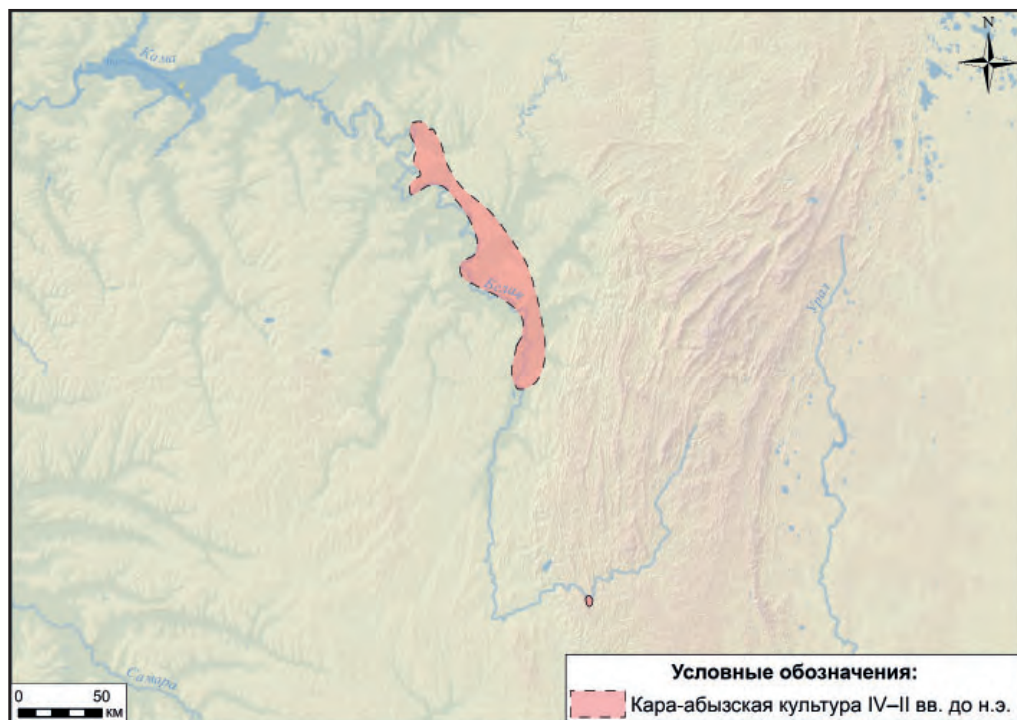 N
Кама
Белая
Урал
Самара
0 50
км
Условные обозначения:
Кара-абызская культура IV–II вв. до н.э.